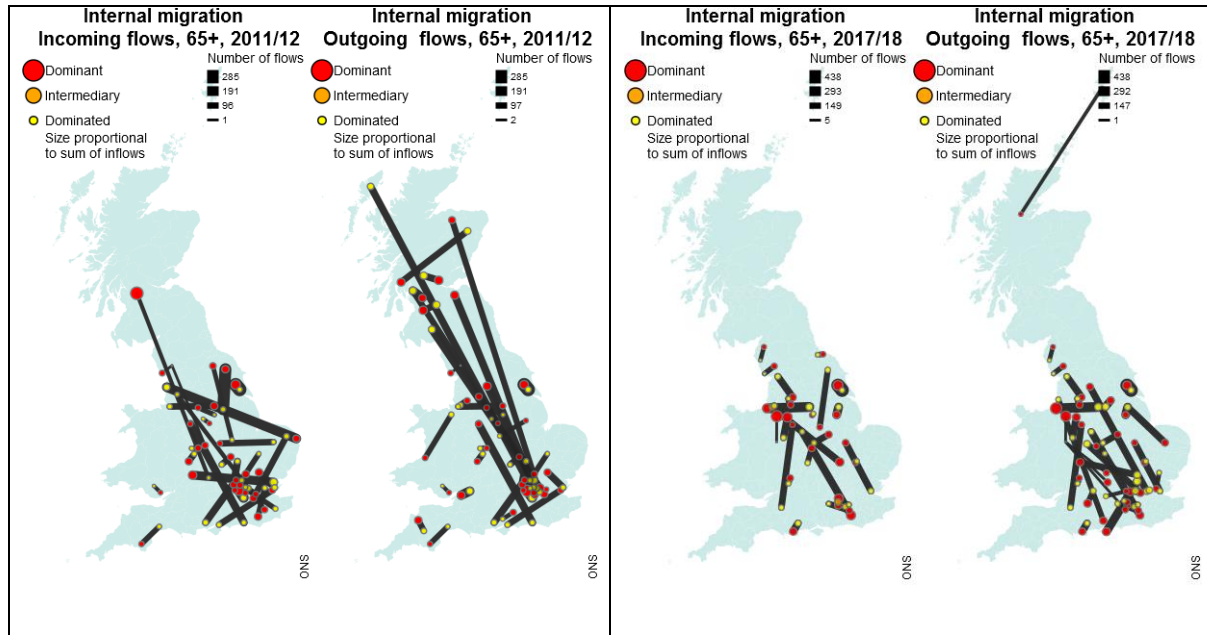 Internal migration
Incoming flows, 65+, 2011/12
Number of flows
Dominant
Intermediary
Dominated
Size proportional
to sum of inflows
285
191
96
1
ONS
Internal migration
Outgoing flows, 65+, 2011/12
Number of flows
Dominant
Intermediary
Dominated
Size proportional
to sum of inflows
285
191
97
2
ONS
Internal migration
Incoming flows, 65+, 2017/18
Number of flows
Dominant
Intermediary
Dominated
Size proportional
to sum of inflows
438
293
149
5
ONS
Internal migration
Outgoing flows, 65+, 2017/18
Number of flows
Dominant
Intermediary
Dominated
Size proportional
to sum of inflows
438
292
147
1
ONS